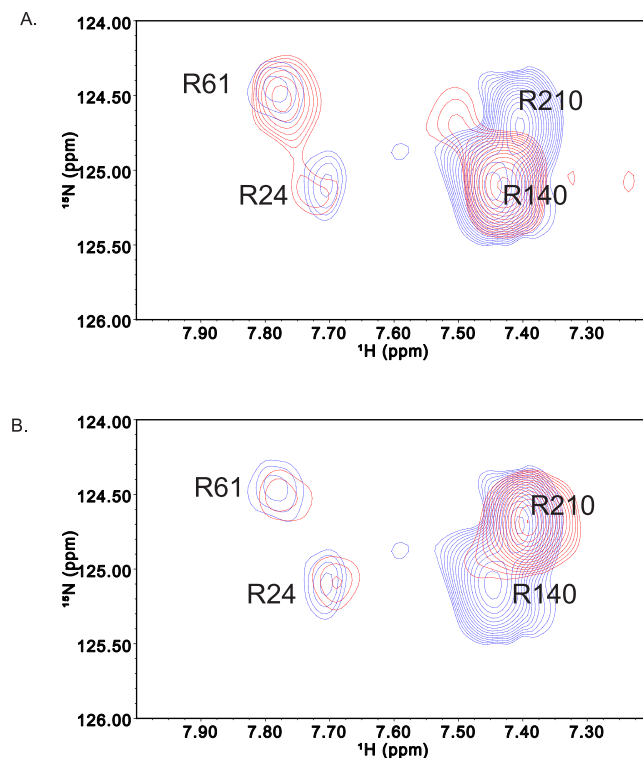 A.
124.00
124.50
125.00
125.50
126.00
¹⁵N (ppm)
R61
R210
R24
R140
7.90 7.80 7.70 7.60 7.50 7.40 7.30
¹H (ppm)
B.
124.00
124.50
125.00
125.50
126.00
¹⁵N (ppm)
R61
R210
R24
R140
7.90 7.80 7.70 7.60 7.50 7.40 7.30
¹H (ppm)